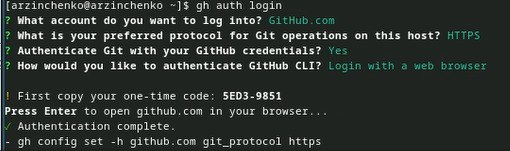 [arzinchenko@arzinchenko ~]$ gh auth login
? What account do you want to log into? GitHub.com
? What is your preferred protocol for Git operations on this host? HTTPS
? Authenticate Git with your GitHub credentials? Yes
? How would you like to authenticate GitHub CLI? Login with a web browser
! First copy your one-time code: 5ED3-9851
Press Enter to open github.com in your browser...
✓ Authentication complete.
- gh config set -h github.com git_protocol https